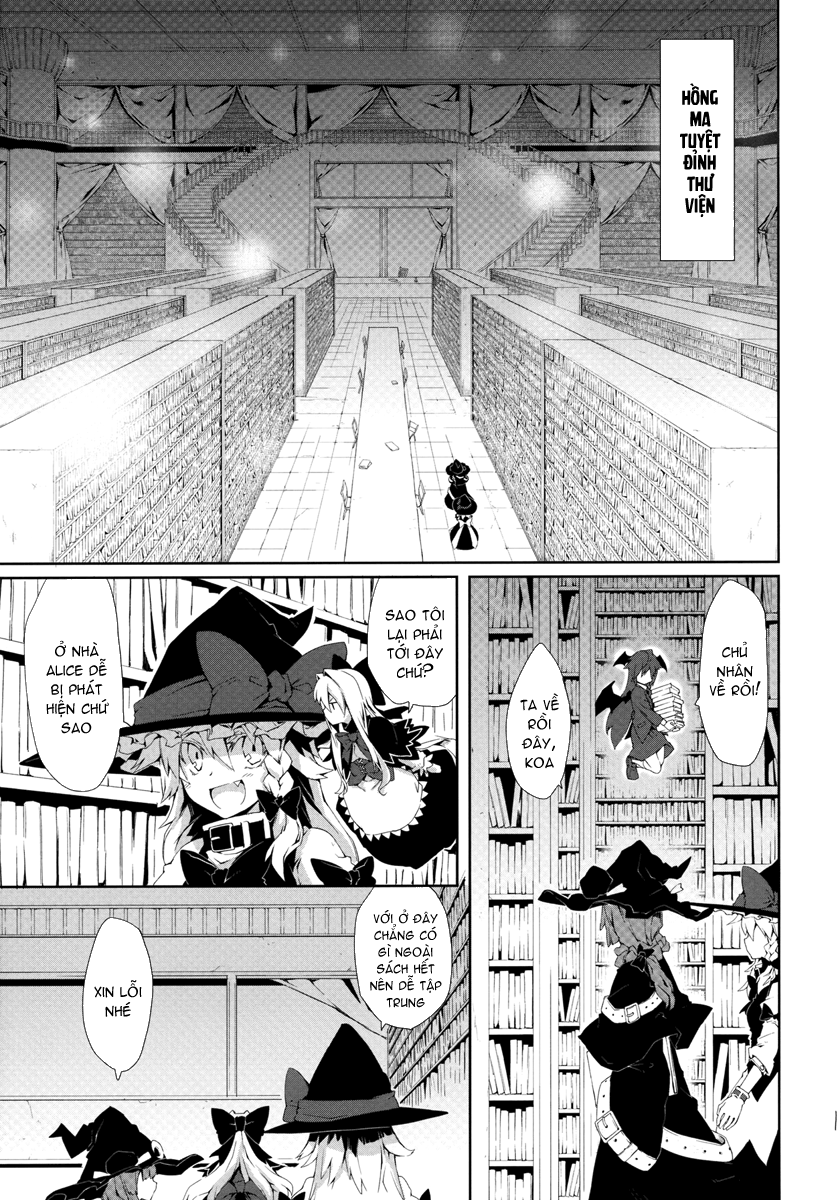 HỒNG
MA
TUYỆT
ĐỈNH
THƯ
VIỆN
CHỦ
NHÂN
VỀ RỒI!
TA VỀ
RỒI
ĐÂY,
KOA
SAO TÔI
LẠI PHẢI
TỚI ĐÂY
CHỨ?
Ở NHÀ
ALICE DỄ
BỊ PHÁT
HIỆN CHỨ
SAO
VỚI Ở ĐÂY
CHẲNG CÓ
GÌ NGOÀI
SÁCH HẾT
NÊN DỄ TẬP
TRUNG
XIN LỖI
NHÉ